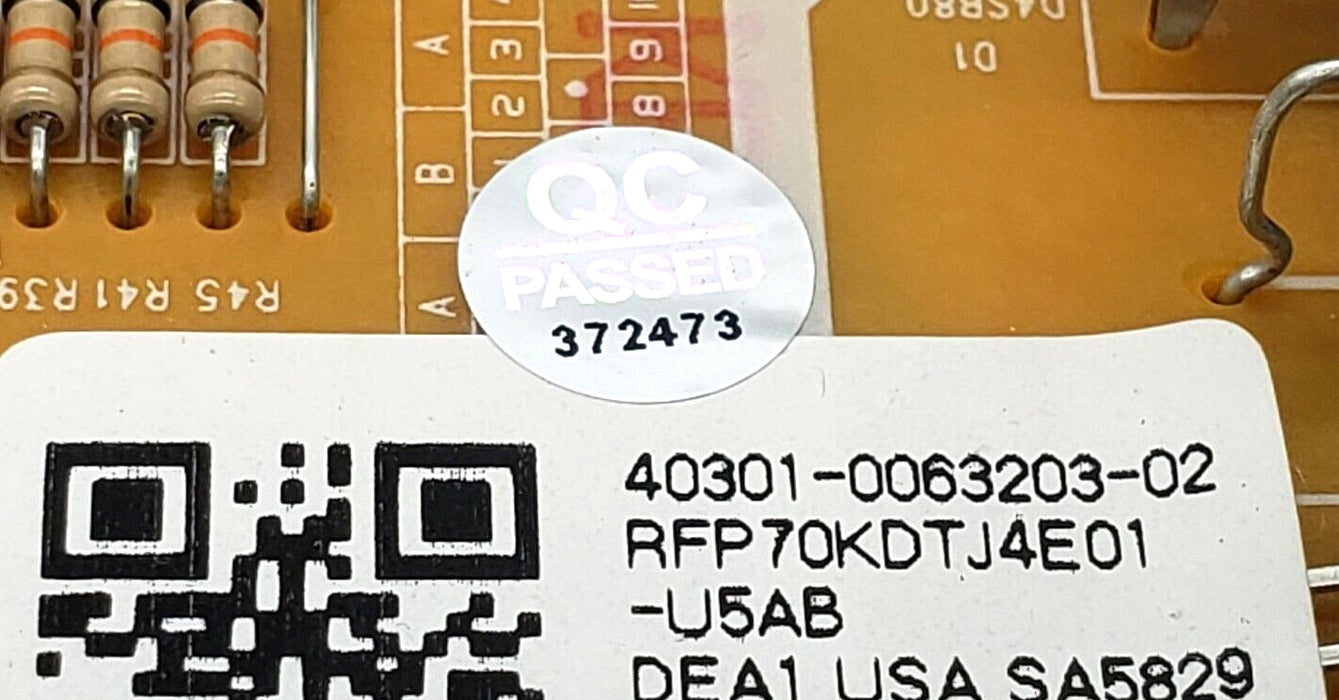 D4SB80
D1
A
3
9
2
8
B
R39
R41
R45
A
QC
PASSED
372473
40301-0063203-02
RFP70KDTJ4E01
-U5AB
DEA1 USA SA5829